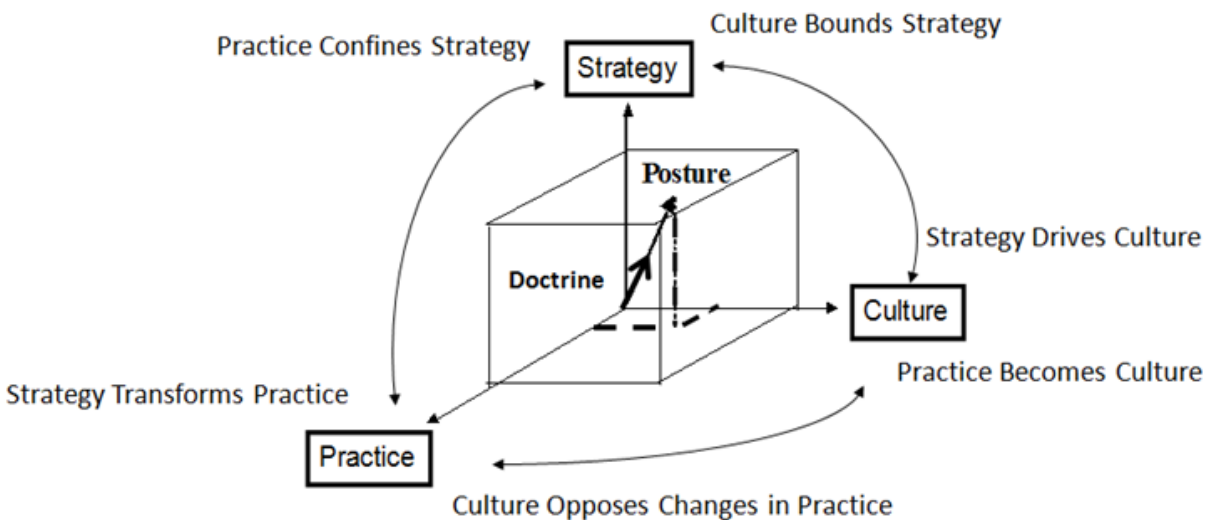 Culture Bounds Strategy
Practice Confines Strategy
Strategy
Posture
Doctrine
Strategy Drives Culture
Culture
Practice Becomes Culture
Strategy Transforms Practice
Practice
Culture Opposes Changes in Practice